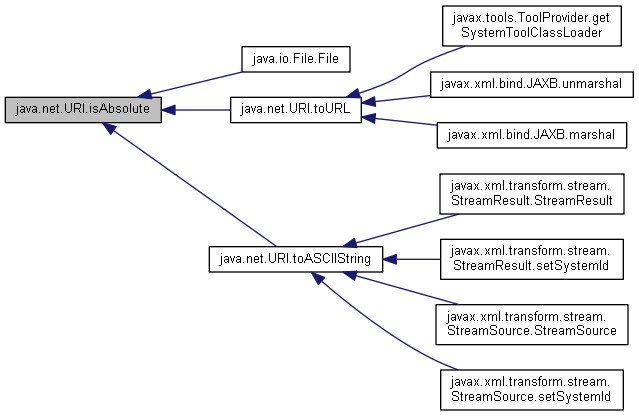 javax.tools.ToolProvider.get
SystemToolClassLoader
java.io.File.File
javax.xml.bind.JAXB.unmarshal
java.net.URI.isAbsolute
java.net.URI.toURL
javax.xml.bind.JAXB.marshal
javax.xml.transform.stream.
StreamResult.StreamResult
java.net.URI.toASCIIString
javax.xml.transform.stream.
StreamResult.setSystemId
javax.xml.transform.stream.
StreamSource.StreamSource
javax.xml.transform.stream.
StreamSource.setSystemId